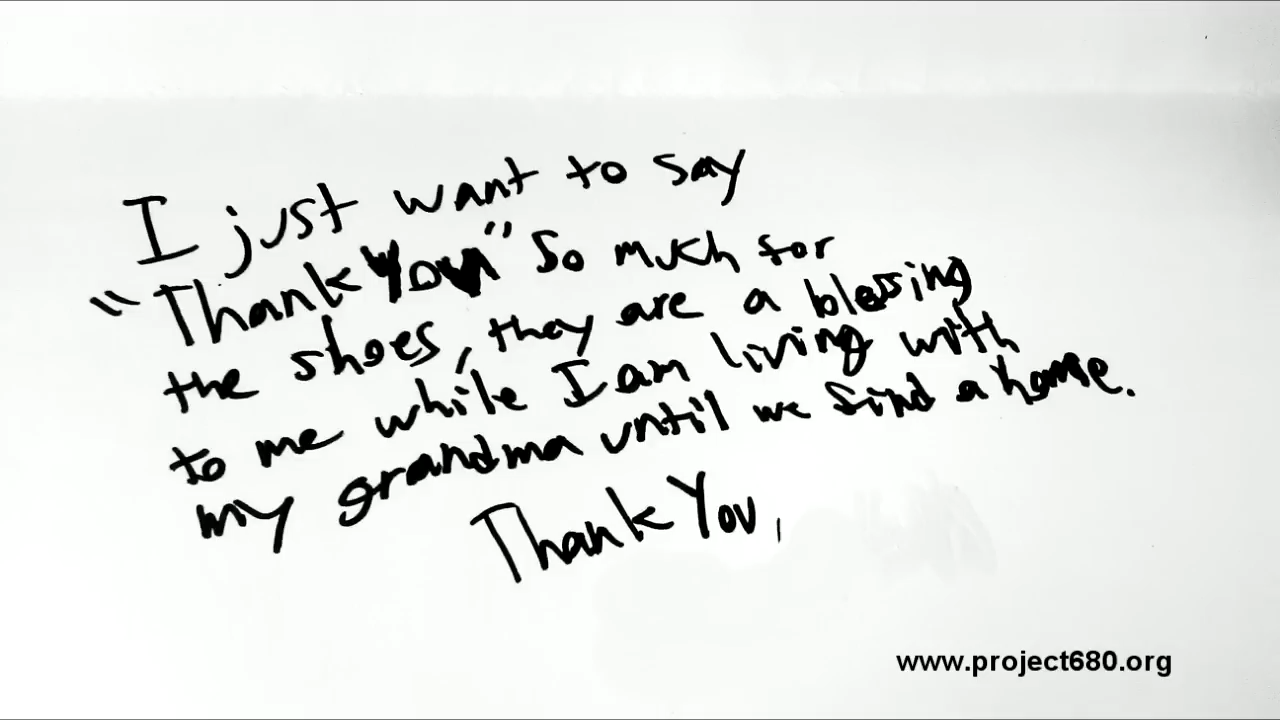 I just want to say
"Thank You" So much for
the shoes, they are a blessing
to me while I am living with
my grandma until we find a home.
Thank You,
www.project680.org